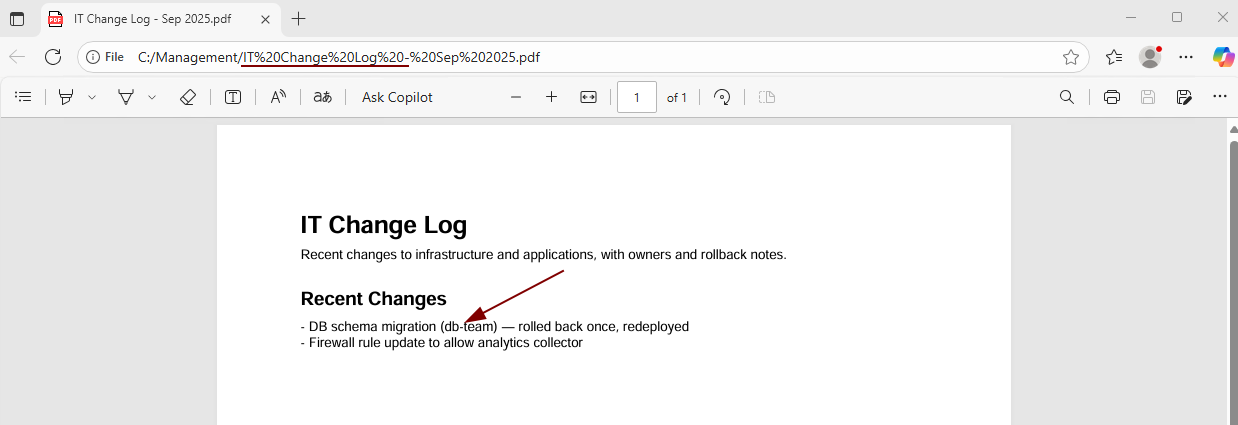 IT Change Log - Sep 2025.pdf
File C:/Management/IT%20Change%20Log%20-%20Sep%202025.pdf
Ask Copilot
1 of 1
IT Change Log
Recent changes to infrastructure and applications, with owners and rollback notes.
Recent Changes
- DB schema migration (db-team) — rolled back once, redeployed
- Firewall rule update to allow analytics collector